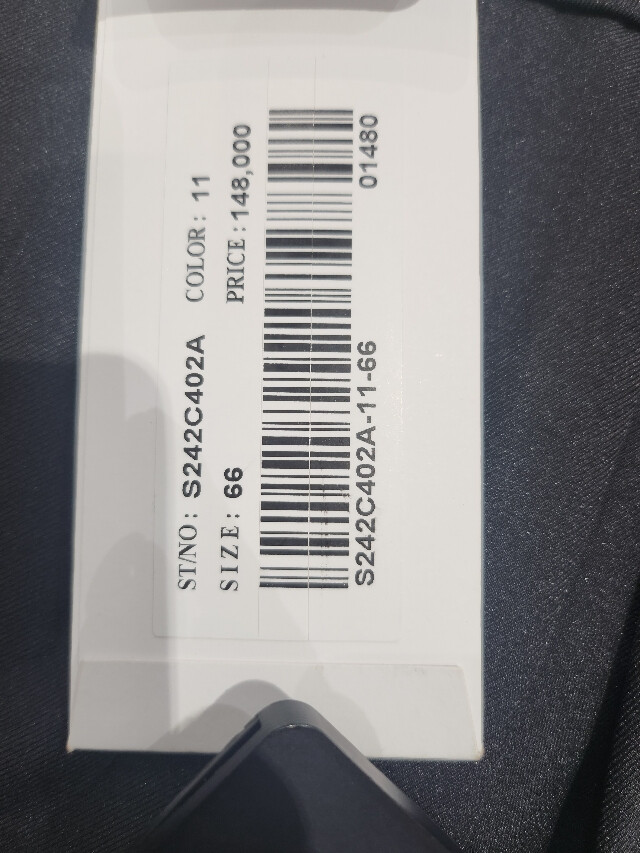 ST/NO: S242C402A COLOR: 11
SIZE: 66 PRICE:148,000
S242C402A-11-66 01480